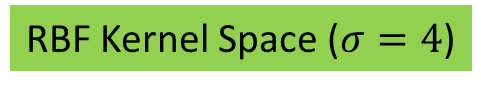 RBF Kernel Space (𝜎 = 4)